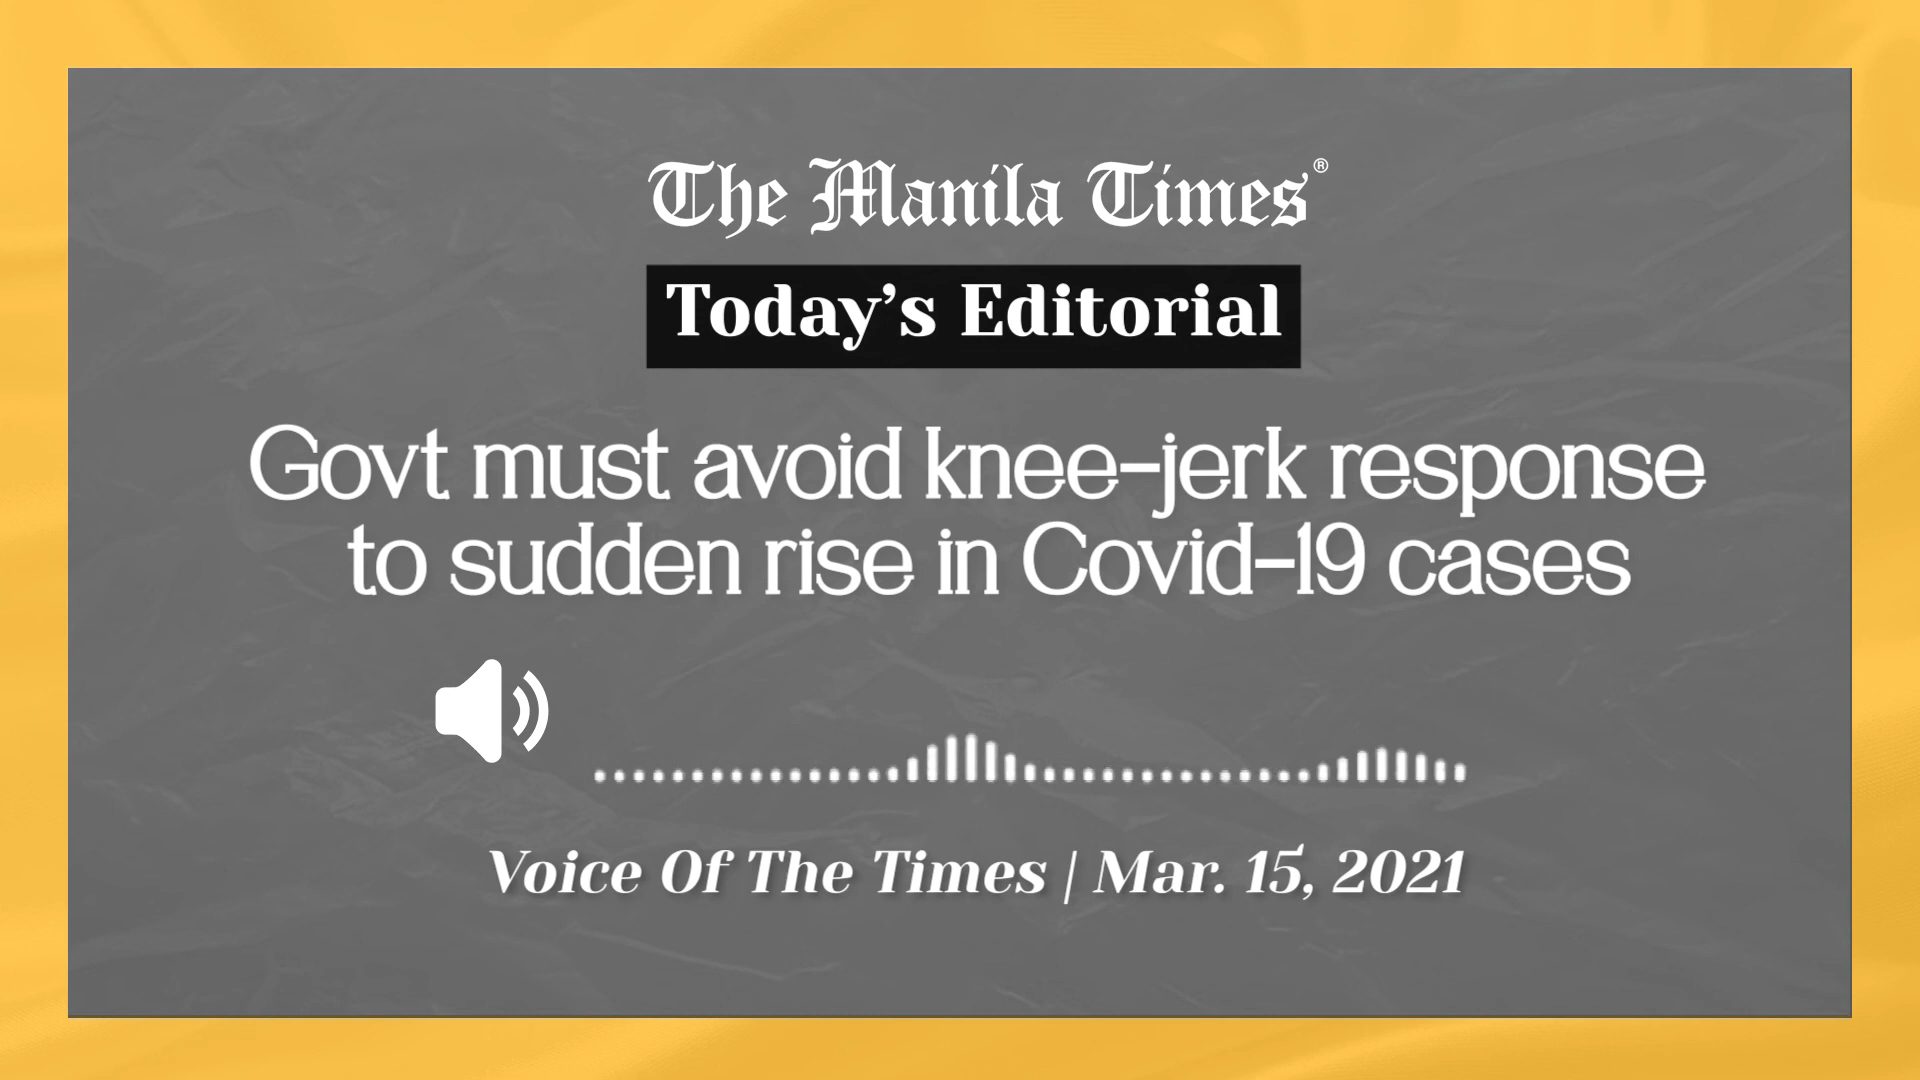 The Manila Times®
Today’s Editorial
Govt must avoid knee-jerk response
to sudden rise in Covid-19 cases
Voice Of The Times | Mar. 15, 2021